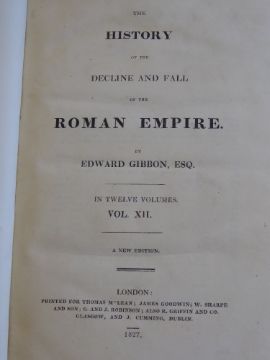 THE
HISTORY
OF THE
DECLINE AND FALL
OF THE
ROMAN EMPIRE.
BY
EDWARD GIBBON, ESQ.
IN TWELVE VOLUMES.
VOL. XII.
A NEW EDITION.
LONDON:
PRINTED FOR THOMAS M'LEAN; JAMES GOODWIN; W. SHARPE
AND SON; G. AND J. ROBINSON; ALSO R. GRIFFIN AND CO.
GLASGOW, AND J. CUMMING, DUBLIN.
1827.